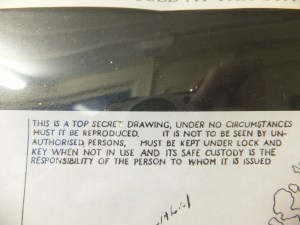 THIS IS A TOP SECRET DRAWING, UNDER NO CIRCUMSTANCES
MUST IT BE REPRODUCED. IT IS NOT TO BE SEEN BY UN-
AUTHORISED PERSONS, MUST BE KEPT UNDER LOCK AND
KEY WHEN NOT IN USE AND ITS SAFE CUSTODY IS THE
RESPONSIBILITY OF THE PERSON TO WHOM IT IS ISSUED